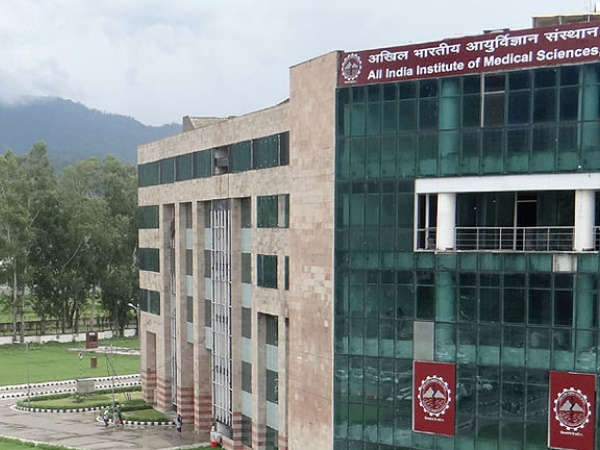 अखिल भारतीय आयुर्विज्ञान संस्थान
All India Institute of Medical Sciences,